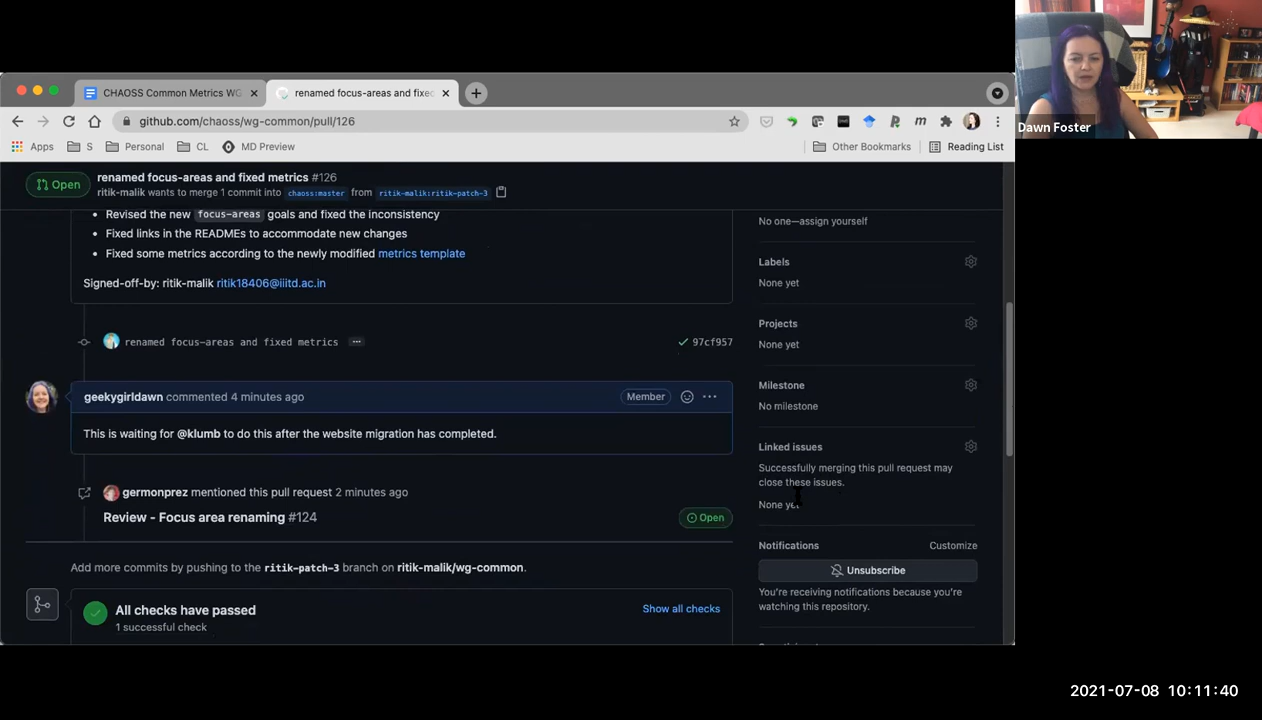 CHAOSS Common Metrics WG
renamed focus-areas and fixed
github.com/chaoss/wg-common/pull/126
Apps
S
Personal
CL
MD Preview
Other Bookmarks
Reading List
Dawn Foster
Open
renamed focus-areas and fixed metrics #126
ritik-malik wants to merge 1 commit into chaoss:master from ritik-malik:ritik-patch-3
Revised the new focus-areas goals and fixed the inconsistency
Fixed links in the READMEs to accommodate new changes
Fixed some metrics according to the newly modified metrics template
Signed-off-by: ritik-malik ritik18406@iiitd.ac.in
renamed focus-areas and fixed metrics ... 97cf957
geekygirldawn commented 4 minutes ago Member ...
This is waiting for @klumb to do this after the website migration has completed.
germonprez mentioned this pull request 2 minutes ago
Review - Focus area renaming #124 Open
Add more commits by pushing to the ritik-patch-3 branch on ritik-malik/wg-common.
All checks have passed
1 successful check
Show all checks
No one—assign yourself
Labels
None yet
Projects
None yet
Milestone
No milestone
Linked issues
Successfully merging this pull request may
close these issues.
None yet
Notifications Customize
Unsubscribe
You're receiving notifications because you're
watching this repository.
2021-07-08 10:11:40